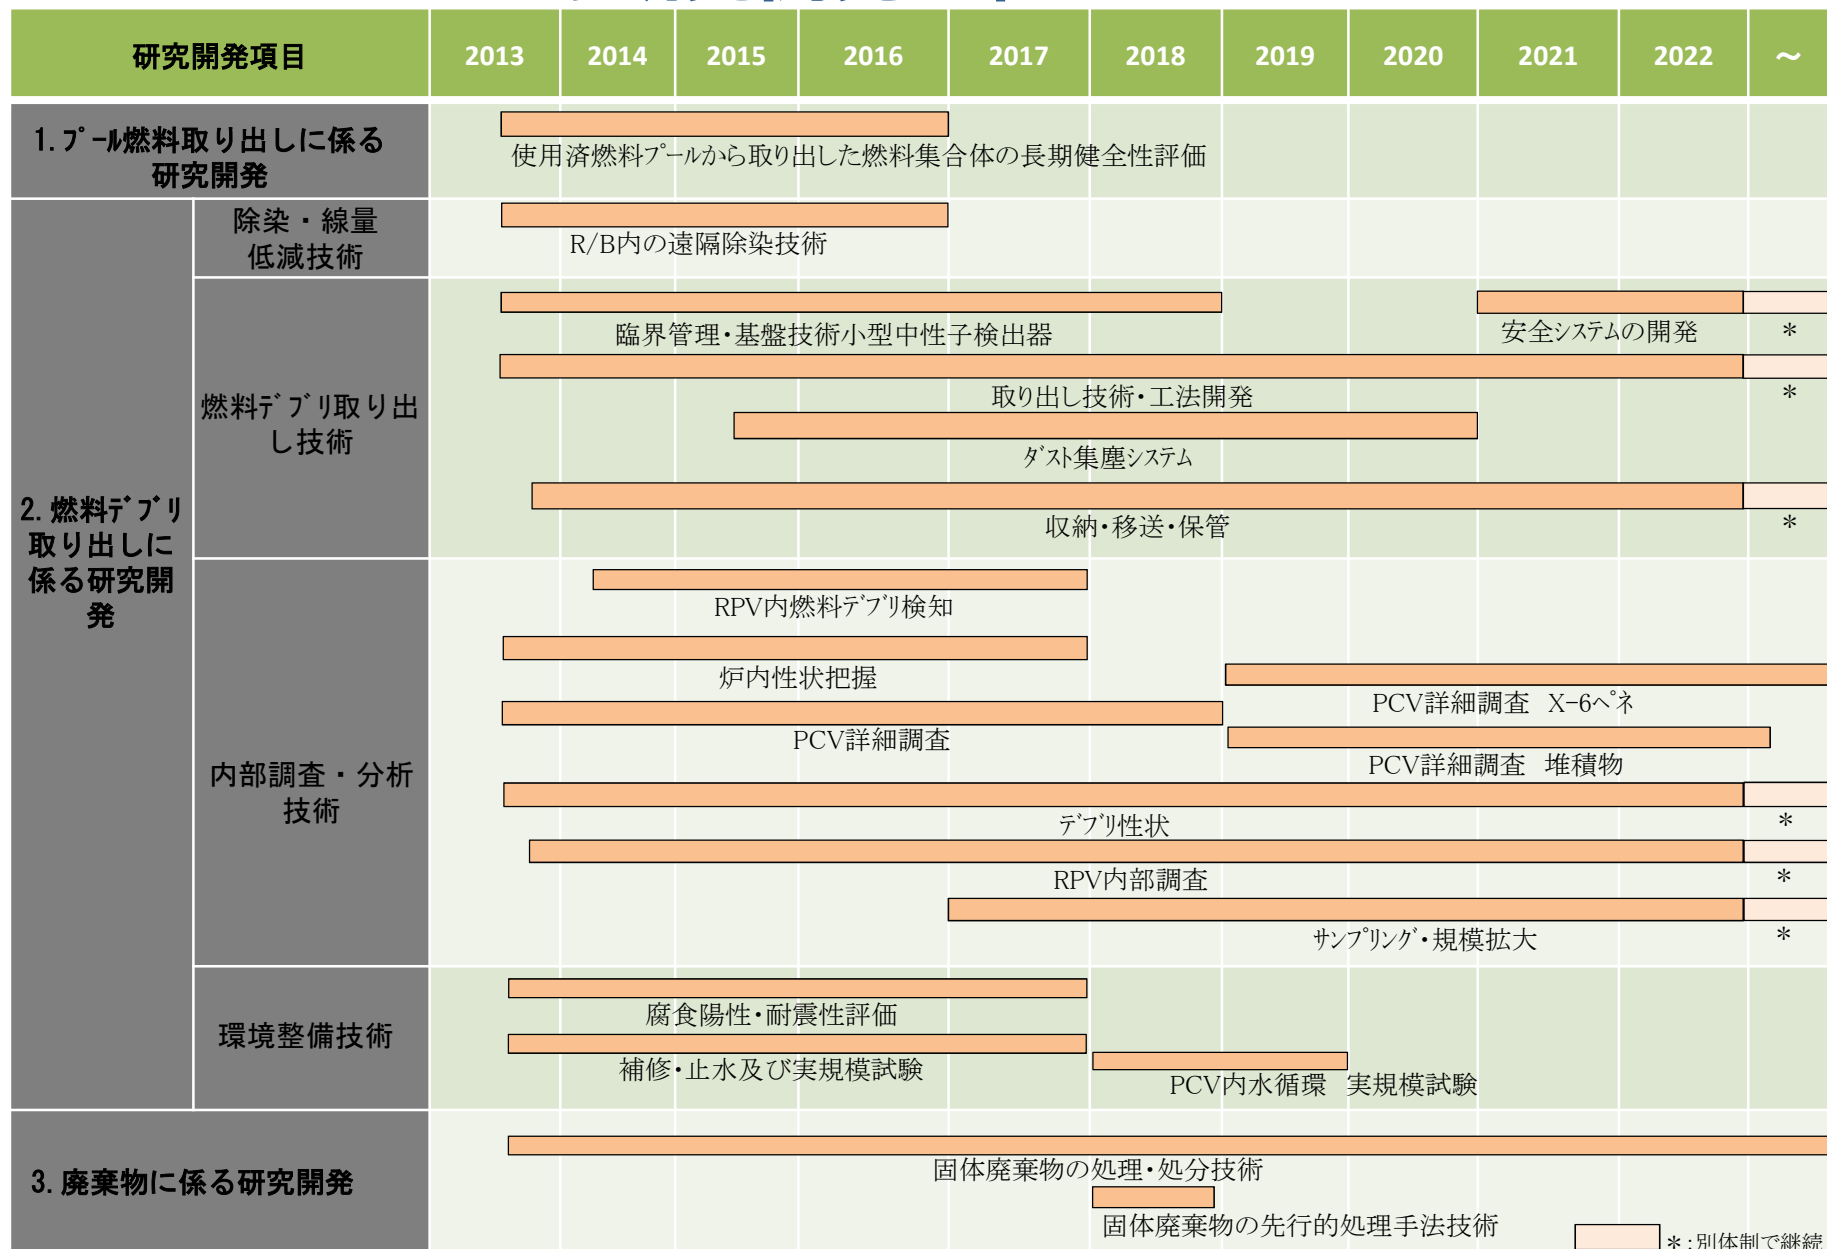 研究開発項目 2013 2014 2015 2016 2017 2018 2019 2020 2021 2022 ～
1.ﾌﾟｰﾙ燃料取り出しに係る
研究開発
使用済燃料ﾌﾟｰﾙから取り出した燃料集合体の長期健全性評価
2.燃料ﾃﾞﾌﾞﾘ
取り出しに
係る研究開
発
除染・線量
低減技術
R/B内の遠隔除染技術
燃料ﾃﾞﾌﾞﾘ取り出
し技術
臨界管理・基盤技術小型中性子検出器
安全ｼｽﾃﾑの開発
*
取り出し技術・工法開発
*
ﾀﾞｽﾄ集塵ｼｽﾃﾑ
収納・移送・保管
*
内部調査・分析
技術
RPV内燃料ﾃﾞﾌﾞﾘ検知
炉内性状把握
PCV詳細調査　X-6ﾍﾟﾈ
PCV詳細調査
PCV詳細調査　堆積物
ﾃﾞﾌﾞﾘ性状
*
RPV内部調査
*
ｻﾝﾌﾟﾘﾝｸﾞ・規模拡大
*
環境整備技術
腐食陽性・耐震性評価
補修・止水及び実規模試験
PCV内水循環　実規模試験
3.廃棄物に係る研究開発
固体廃棄物の処理・処分技術
固体廃棄物の先行的処理手法技術
*:別体制で継続